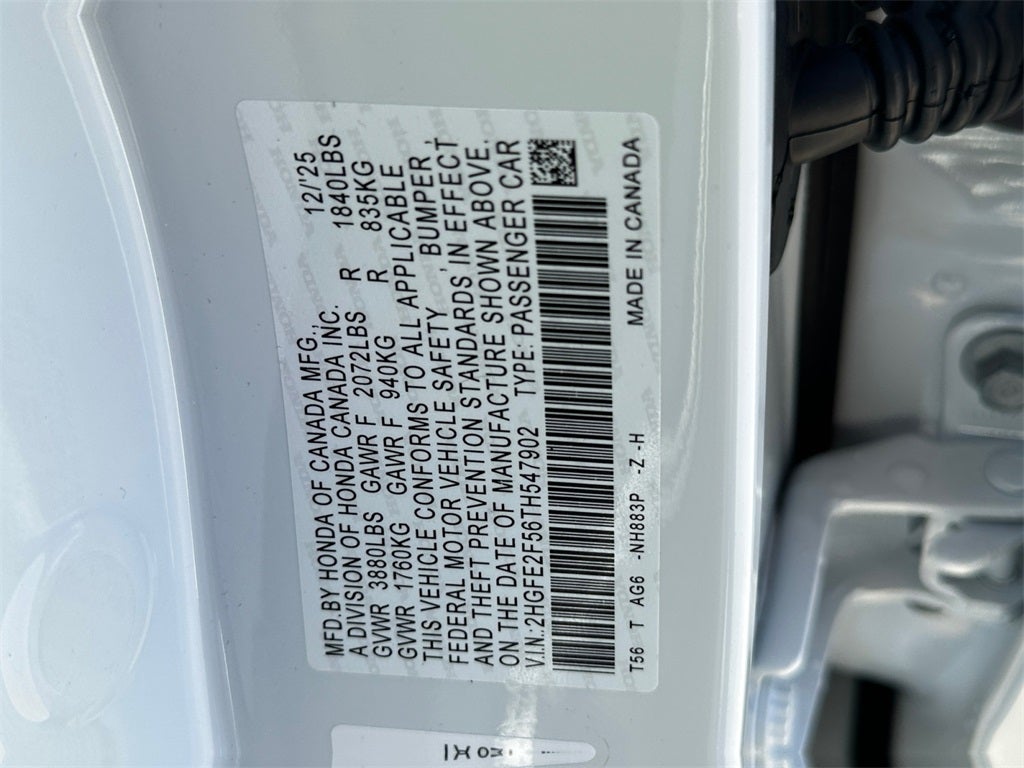 MFD.BY HONDA OF CANADA MFG.,
A DIVISION OF HONDA CANADA INC. 12/'25
GVWR 3880LBS GAWR F 2072LBS R 1840LBS
GVWR 1760KG GAWR F 940KG R 835KG
THIS VEHICLE CONFORMS TO ALL APPLICABLE
FEDERAL MOTOR VEHICLE SAFETY, BUMPER,
AND THEFT PREVENTION STANDARDS IN EFFECT
ON THE DATE OF MANUFACTURE SHOWN ABOVE.
V.I.N.:2HGFE2F56TH547902 TYPE: PASSENGER CAR
T56 T AG6 -NH883P -Z -H MADE IN CANADA